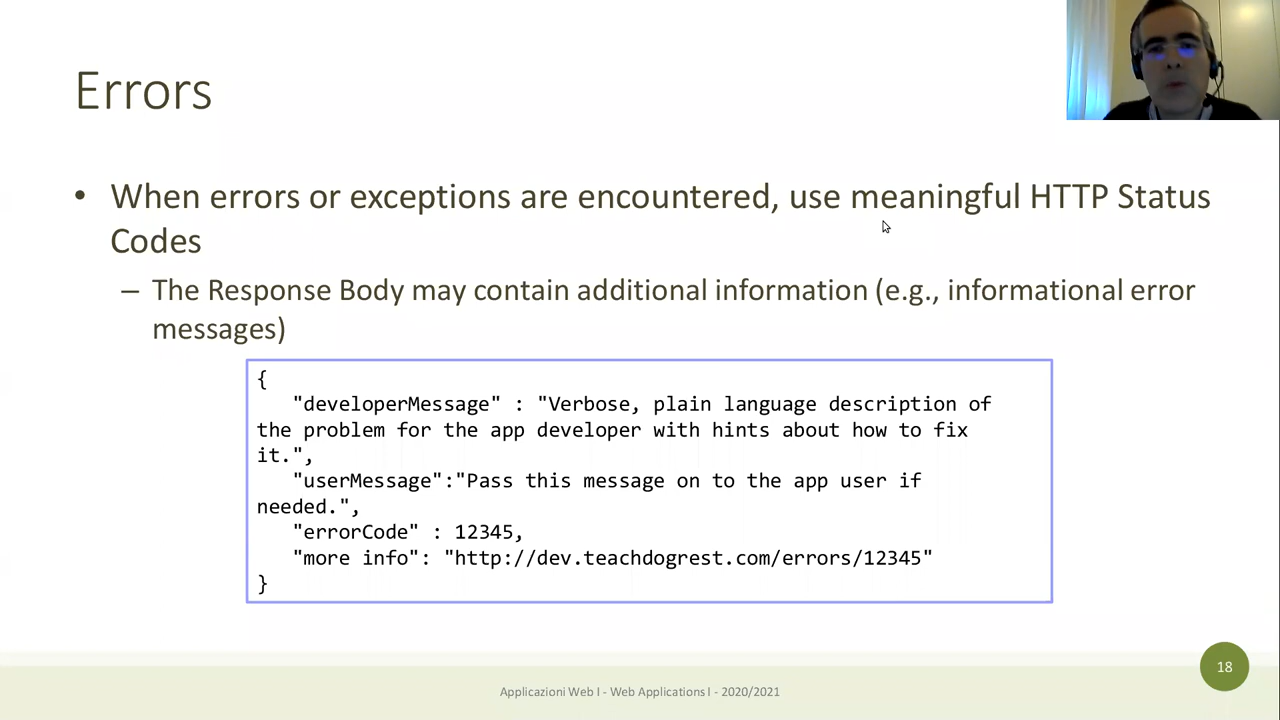 Errors
• When errors or exceptions are encountered, use meaningful HTTP Status
Codes
– The Response Body may contain additional information (e.g., informational error
messages)
{
"developerMessage" : "Verbose, plain language description of
the problem for the app developer with hints about how to fix
it.",
"userMessage":"Pass this message on to the app user if
needed.",
"errorCode" : 12345,
"more info": "http://dev.teachdogrest.com/errors/12345"
}
18
Applicazioni Web I - Web Applications I - 2020/2021